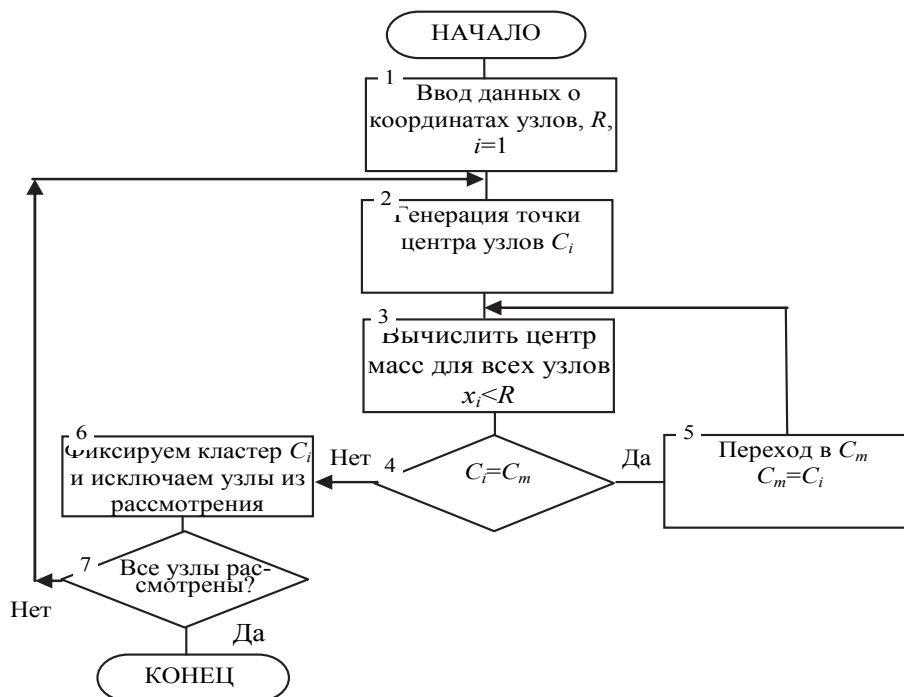 НАЧАЛО
1
Ввод данных о
координатах узлов, R,
i=1
2
Генерация точки
центра узлов Ci
3
Вычислить центр
масс для всех узлов
xi<R
4
Ci=Cm
Да
Нет
5
Переход в Cm
Cm=Ci
6
Фиксируем кластер Ci
и исключаем узлы из
рассмотрения
7
Все узлы рас-
смотрены?
Нет
Да
КОНЕЦ